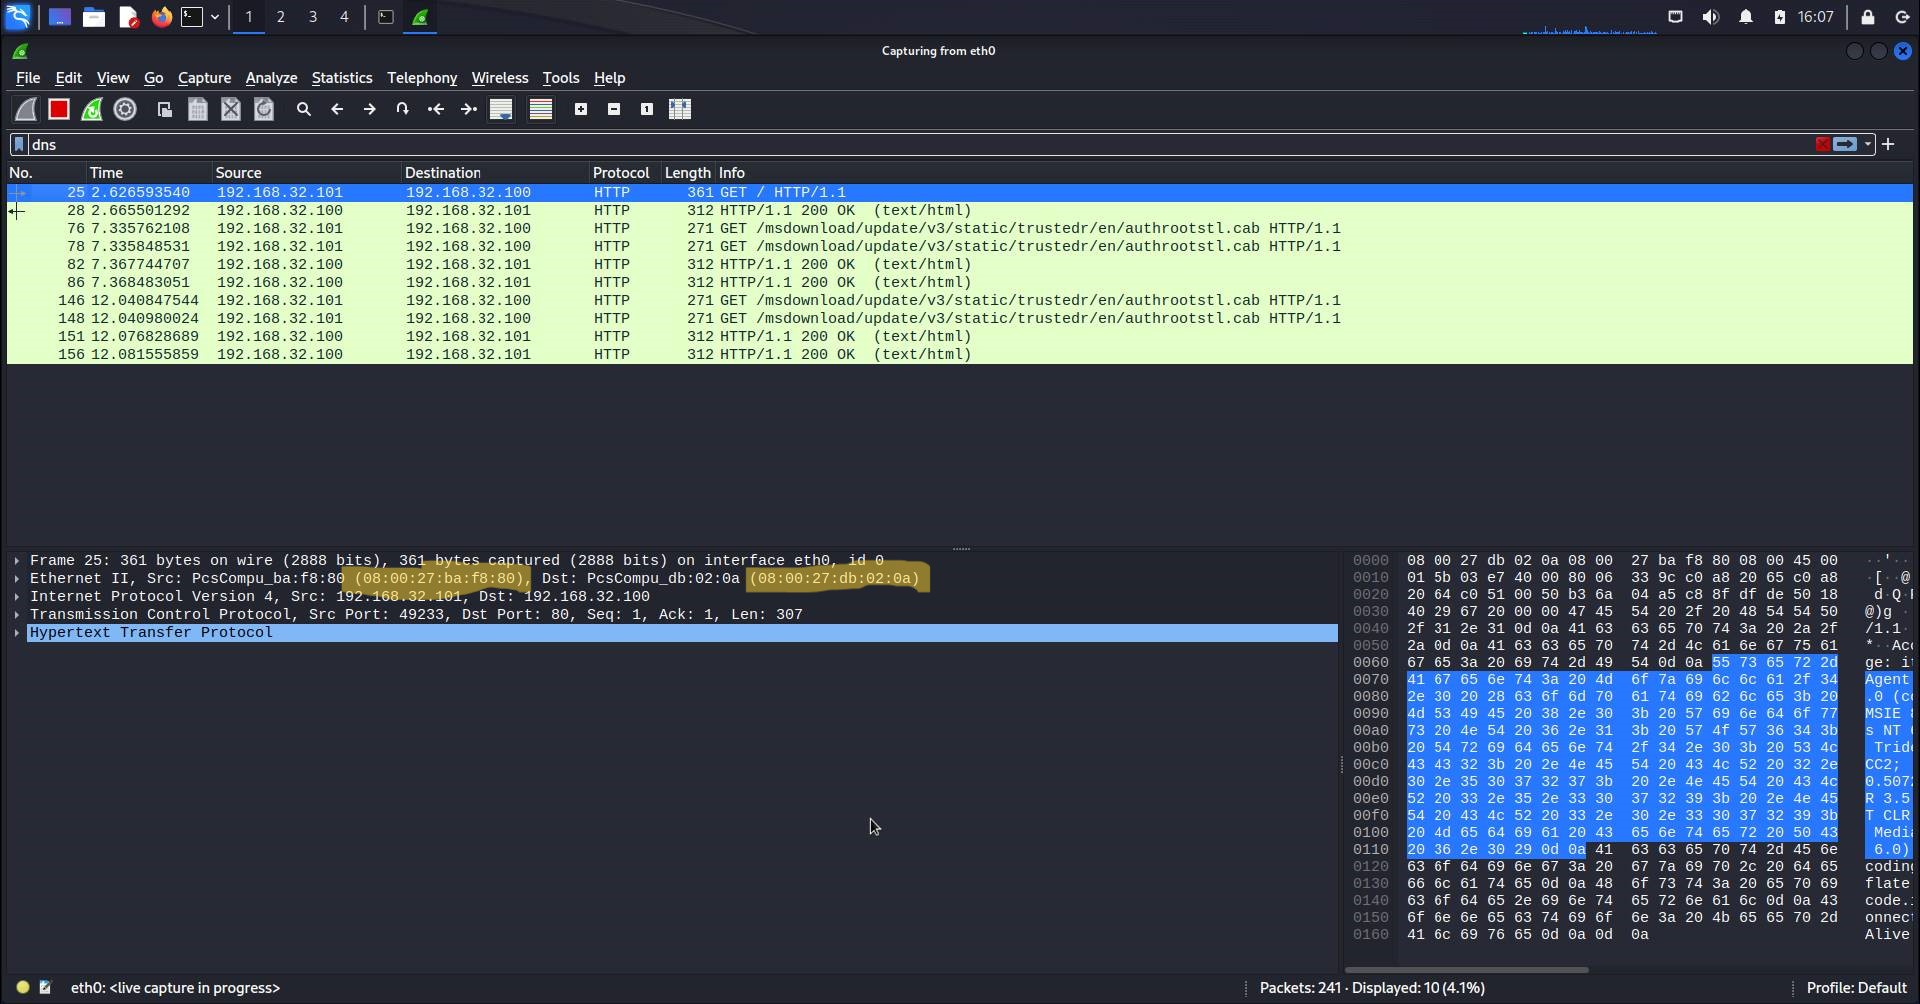 1 2 3 4 16:07
Capturing from eth0
File Edit View Go Capture Analyze Statistics Telephony Wireless Tools Help
dns
No. Time Source Destination Protocol Length Info
25 2.626593540 192.168.32.101 192.168.32.100 HTTP 361 GET / HTTP/1.1
28 2.665501292 192.168.32.100 192.168.32.101 HTTP 312 HTTP/1.1 200 OK (text/html)
76 7.335762108 192.168.32.101 192.168.32.100 HTTP 271 GET /msdownload/update/v3/static/trustedr/en/authrootstl.cab HTTP/1.1
78 7.335848531 192.168.32.101 192.168.32.100 HTTP 271 GET /msdownload/update/v3/static/trustedr/en/authrootstl.cab HTTP/1.1
82 7.367744707 192.168.32.100 192.168.32.101 HTTP 312 HTTP/1.1 200 OK (text/html)
86 7.368483051 192.168.32.100 192.168.32.101 HTTP 312 HTTP/1.1 200 OK (text/html)
146 12.040847544 192.168.32.101 192.168.32.100 HTTP 271 GET /msdownload/update/v3/static/trustedr/en/authrootstl.cab HTTP/1.1
148 12.040980024 192.168.32.101 192.168.32.100 HTTP 271 GET /msdownload/update/v3/static/trustedr/en/authrootstl.cab HTTP/1.1
151 12.076828689 192.168.32.100 192.168.32.101 HTTP 312 HTTP/1.1 200 OK (text/html)
156 12.081555859 192.168.32.100 192.168.32.101 HTTP 312 HTTP/1.1 200 OK (text/html)
Frame 25: 361 bytes on wire (2888 bits), 361 bytes captured (2888 bits) on interface eth0, id 0
Ethernet II, Src: PcsCompu_ba:f8:80 (08:00:27:ba:f8:80), Dst: PcsCompu_db:02:0a (08:00:27:db:02:0a)
Internet Protocol Version 4, Src: 192.168.32.101, Dst: 192.168.32.100
Transmission Control Protocol, Src Port: 49233, Dst Port: 80, Seq: 1, Ack: 1, Len: 307
Hypertext Transfer Protocol
0000 08 00 27 db 02 0a 08 00 27 ba f8 80 08 00 45 00 ··'··
0010 01 5b 03 e7 40 00 80 06 33 9c c0 a8 20 65 c0 a8 ·[··@
0020 20 64 c0 51 00 50 b3 6a 04 a5 c8 8f df de 50 18 d·Q·P
0030 40 29 67 20 00 00 47 45 54 20 2f 20 48 54 54 50 @)g ·
0040 2f 31 2e 31 0d 0a 41 63 63 65 70 74 3a 20 2a 2f /1.1·
0050 2a 0d 0a 41 63 63 65 70 74 2d 4c 61 6e 67 75 61 *··Acc
0060 67 65 3a 20 69 74 2d 49 54 0d 0a 55 73 65 72 2d ge: it
0070 41 67 65 6e 74 3a 20 4d 6f 7a 69 6c 6c 61 2f 34 Agent
0080 2e 30 20 28 63 6f 6d 70 61 74 69 62 6c 65 3b 20 .0 (co
0090 4d 53 49 45 20 38 2e 30 3b 20 57 69 6e 64 6f 77 MSIE 8
00a0 73 20 4e 54 20 36 2e 31 3b 20 57 4f 57 36 34 3b s NT 6
00b0 20 54 72 69 64 65 6e 74 2f 34 2e 30 3b 20 53 4c Tride
00c0 43 43 32 3b 20 2e 4e 45 54 20 43 4c 52 20 32 2e CC2;
00d0 30 2e 35 30 37 32 37 3b 20 2e 4e 45 54 20 43 4c 0.5072
00e0 52 20 33 2e 35 2e 33 30 37 32 39 3b 20 2e 4e 45 R 3.5
00f0 54 20 43 4c 52 20 33 2e 30 2e 33 30 37 32 39 3b T CLR
0100 20 4d 65 64 69 61 20 43 65 6e 74 65 72 20 50 43 Media
0110 20 36 2e 30 29 0d 0a 41 63 63 65 70 74 2d 45 6e 6.0)
0120 63 6f 64 69 6e 67 3a 20 67 7a 69 70 2c 20 64 65 coding
0130 66 6c 61 74 65 0d 0a 48 6f 73 74 3a 20 65 70 69 flate
0140 63 6f 64 65 2e 69 6e 74 65 72 6e 61 6c 0d 0a 43 code.i
0150 6f 6e 6e 65 63 74 69 6f 6e 3a 20 4b 65 65 70 2d onnect
0160 41 6c 69 76 65 0d 0a 0d 0a Alive
eth0: <live capture in progress> Packets: 241 · Displayed: 10 (4.1%) Profile: Default